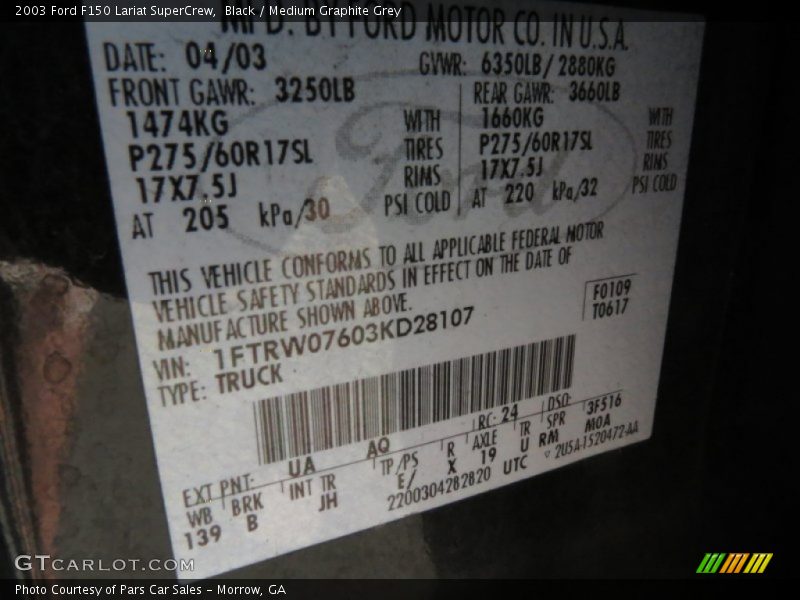 2003 Ford F150 Lariat SuperCrew, Black / Medium Graphite Grey
MFD. BY FORD MOTOR CO. IN U.S.A.
DATE: 04/03 GVWR: 6350LB/ 2880KG
FRONT GAWR: 3250LB REAR GAWR: 3660LB
1474KG WITH 1660KG WITH
P275/60R17SL TIRES P275/60R17SL TIRES
17X7.5J RIMS 17X7.5J RIMS
AT 205 kPa/30 PSI COLD AT 220 kPa/32 PSI COLD
Ford
THIS VEHICLE CONFORMS TO ALL APPLICABLE FEDERAL MOTOR
VEHICLE SAFETY STANDARDS IN EFFECT ON THE DATE OF
MANUFACTURE SHOWN ABOVE.
F0109
T0617
VIN: 1FTRW07603KD28107
TYPE: TRUCK
EXT PNT: UA AQ RC: 24 DSO: 3F516
WB BRK INT TR TP/PS R AXLE TR SPR M0A
139 B JH E/ X 19 U RM
2200304282820 UTC ▽ 2U5A-1520472-AA
GTCARLOT.COM
Photo Courtesy of Pars Car Sales - Morrow, GA